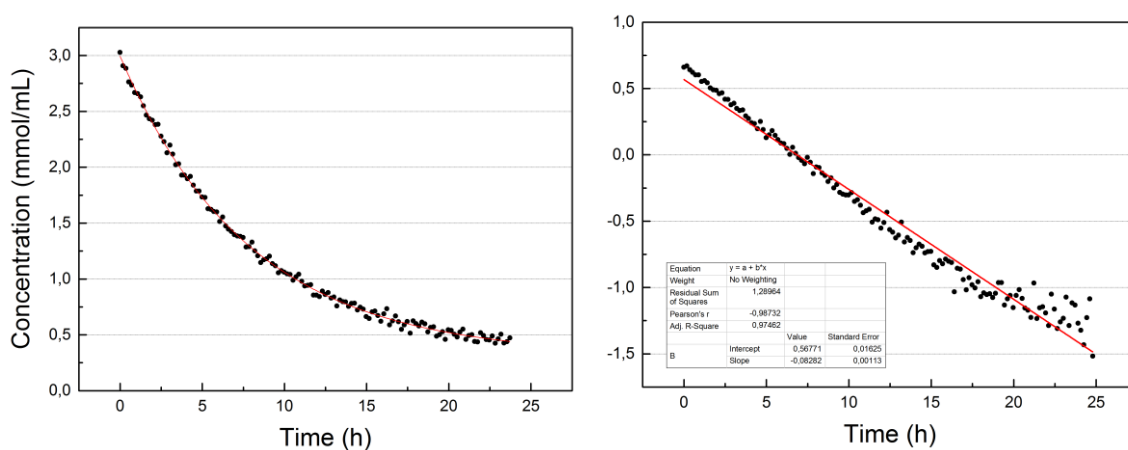 Concentration (mmol/mL)
3,0
2,5
2,0
1,5
1,0
0,5
0,0
0 5 10 15 20 25
Time (h)
1,0
0,5
0,0
-0,5
-1,0
-1,5
Equation y = a + b*x
Weight No Weighting
Residual Sum of Squares 1,28964
Pearson's r -0,98732
Adj. R-Square 0,97462
Value Standard Error
B Intercept 0,56771 0,01625
Slope -0,08282 0,00113
0 5 10 15 20 25
Time (h)